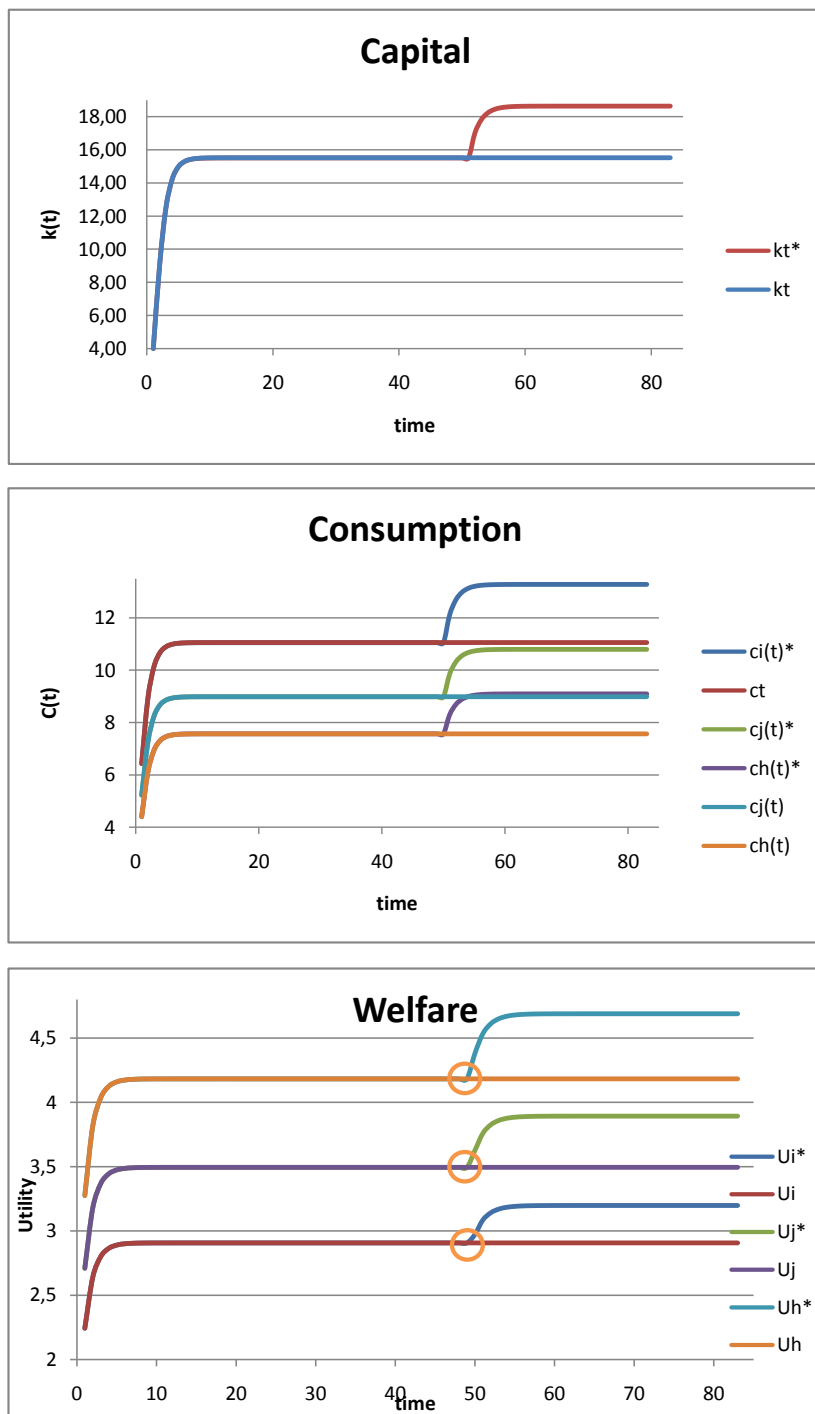 Capital
18,00
16,00
14,00
12,00
10,00
8,00
6,00
4,00
k(t)
0 20 40 60 80
time
kt*
kt
Consumption
12
10
8
6
4
C(t)
0 20 40 60 80
time
ci(t)*
ct
cj(t)*
ch(t)*
cj(t)
ch(t)
Welfare
4,5
4
3,5
3
2,5
2
Utility
0 10 20 30 40 50 60 70 80
time
Ui*
Ui
Uj*
Uj
Uh*
Uh